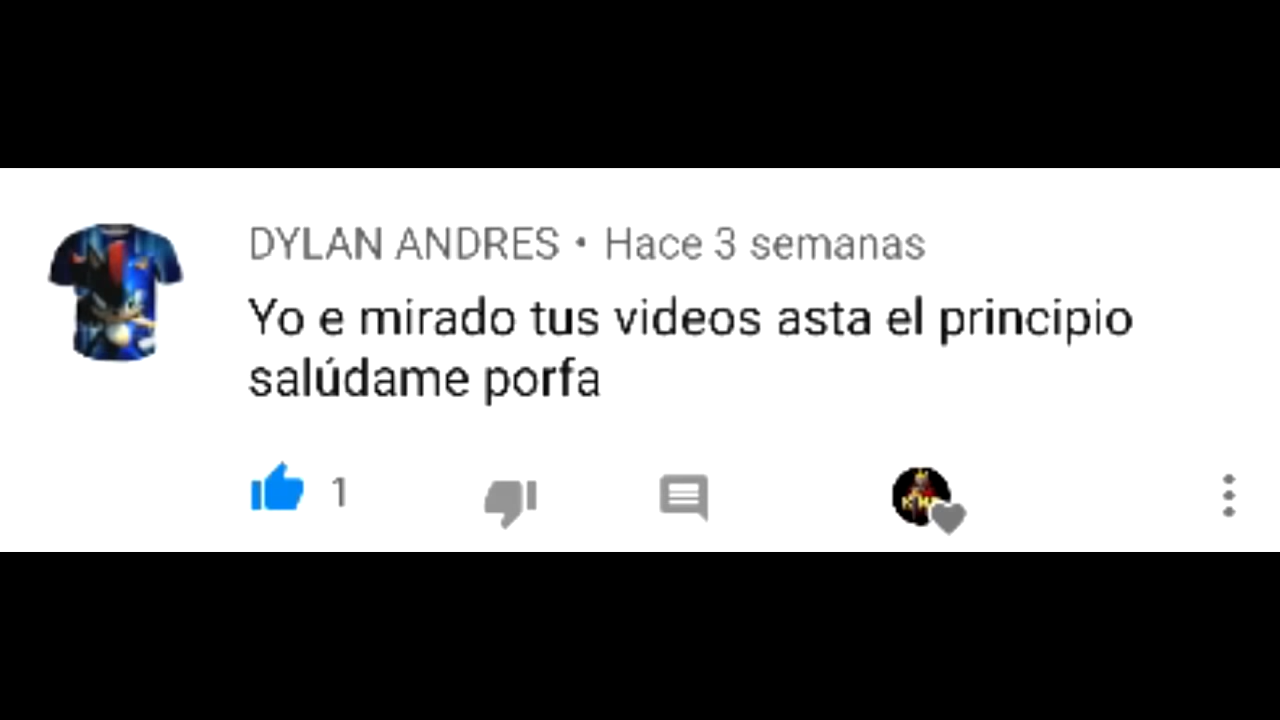 DYLAN ANDRES • Hace 3 semanas
Yo e mirado tus videos asta el principio
salúdame porfa
1